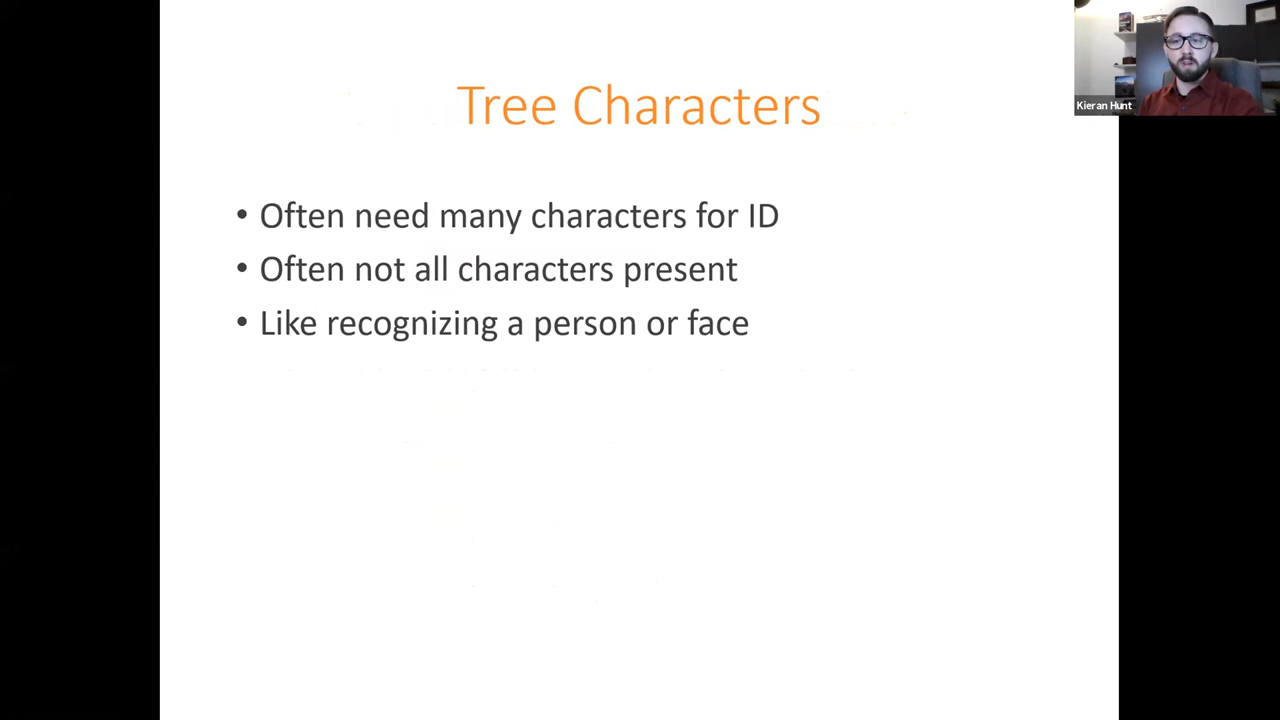 Tree Characters
• Often need many characters for ID
• Often not all characters present
• Like recognizing a person or face
Kieran Hunt